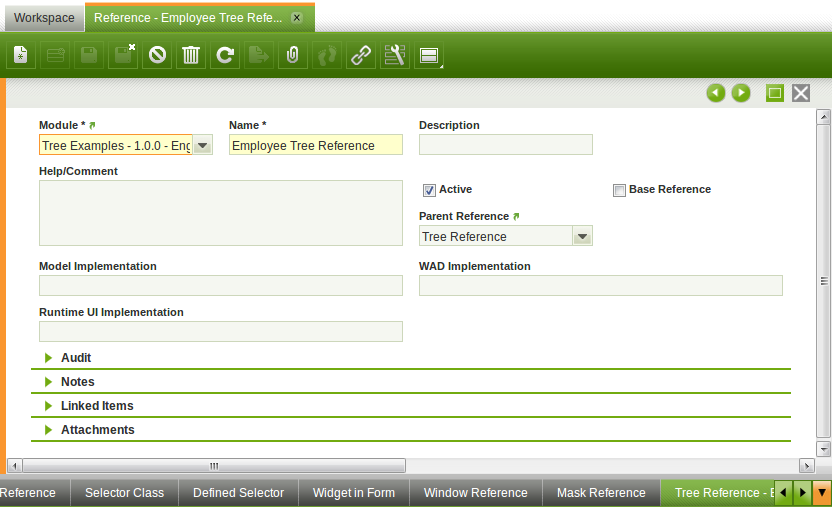 Workspace
Reference - Employee Tree Refe...
Module *
Name *
Description
Tree Examples - 1.0.0 - Eng
Employee Tree Reference
Help/Comment
Active
Base Reference
Parent Reference
Tree Reference
Model Implementation
WAD Implementation
Runtime UI Implementation
Audit
Notes
Linked Items
Attachments
Reference
Selector Class
Defined Selector
Widget in Form
Window Reference
Mask Reference
Tree Reference - E